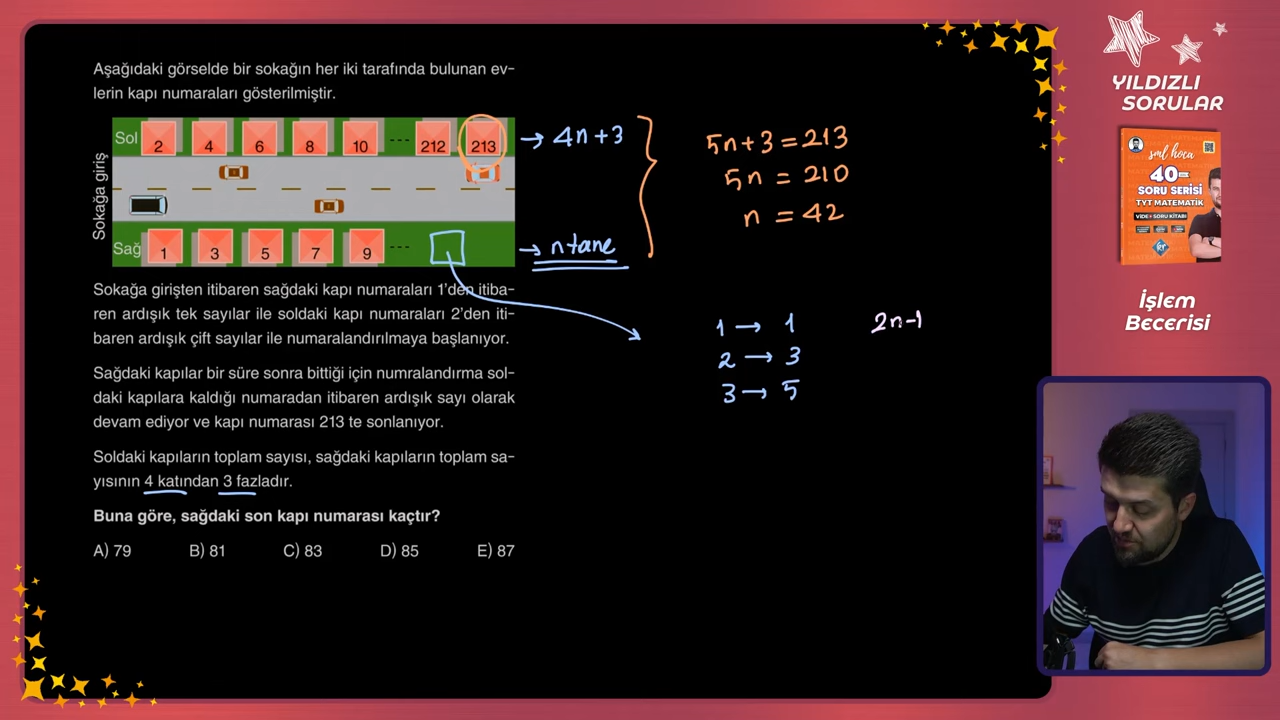 Aşağıdaki görselde bir sokağın her iki tarafında bulunan ev-
lerin kapı numaraları gösterilmiştir.
Sokağa giriş
Sol 2 4 6 8 10 ---- 212 213 → 4n+3
Sağ 1 3 5 7 9 ---- → n tane
Sokağa girişten itibaren sağdaki kapı numaraları 1'den itiba-
ren ardışık tek sayılar ile soldaki kapı numaraları 2'den iti-
baren ardışık çift sayılar ile numaralandırılmaya başlanıyor.
Sağdaki kapılar bir süre sonra bittiği için numralandırma sol-
daki kapılara kaldığı numaradan itibaren ardışık sayı olarak
devam ediyor ve kapı numarası 213 te sonlanıyor.
Soldaki kapıların toplam sayısı, sağdaki kapıların toplam sa-
yısının 4 katından 3 fazladır.
Buna göre, sağdaki son kapı numarası kaçtır?
A) 79 B) 81 C) 83 D) 85 E) 87
5n+3=213
5n = 210
n = 42
1 → 1 2n-1
2 → 3
3 → 5
YILDIZLI
SORULAR
sml hoca
40
SORU SERİSİ
TYT MATEMATİK
VİDEO SORU KİTABI
İşlem
Becerisi